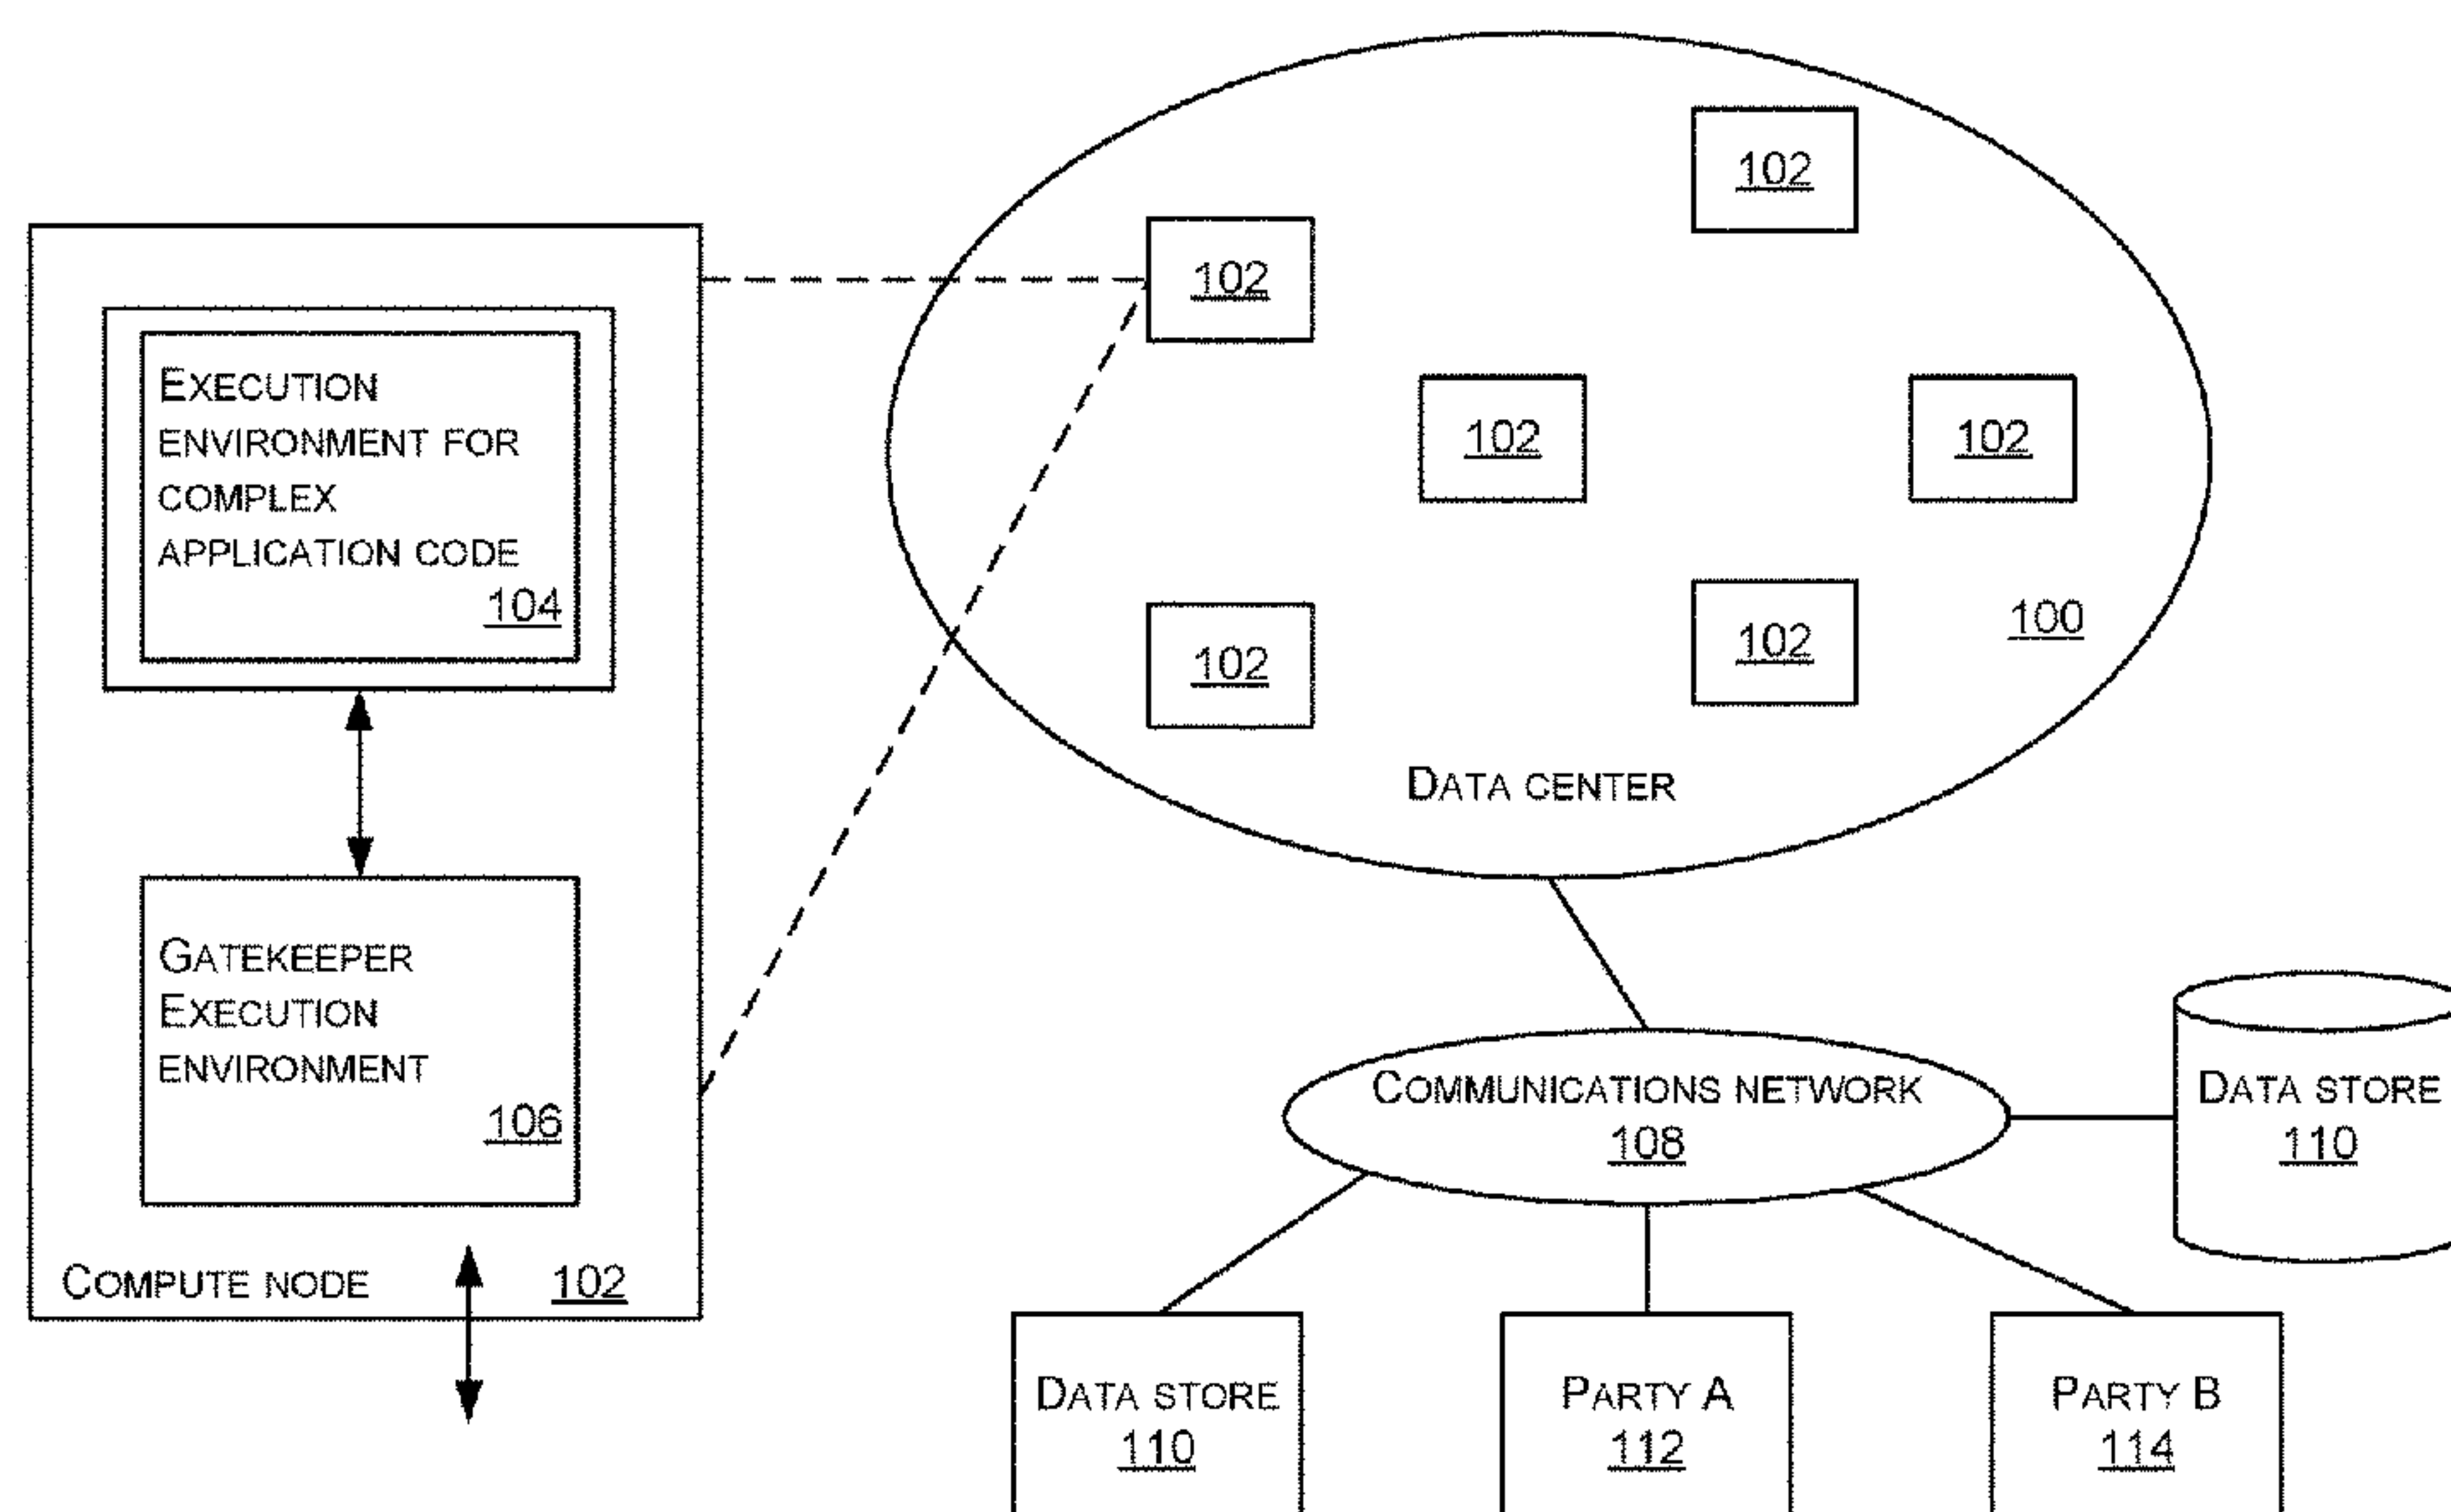 EXECUTION
ENVIRONMENT FOR
COMPLEX
APPLICATION CODE
104
GATEKEEPER
EXECUTION
ENVIRONMENT
106
COMPUTE NODE 102
102
102
102
102
102
102
100
DATA CENTER
COMMUNICATIONS NETWORK
108
DATA STORE
110
DATA STORE
110
PARTY A
112
PARTY B
114